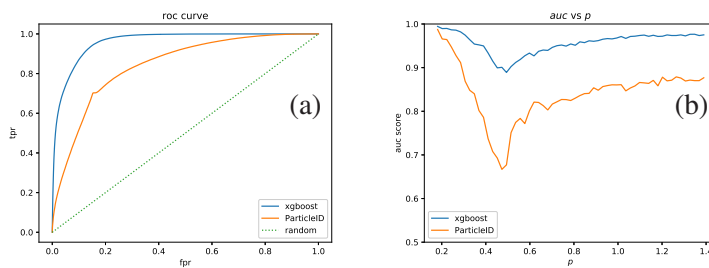 roc curve
1.0
0.8
0.6
0.4
0.2
0.0
tpr
(a)
xgboost
ParticleID
random
0.0 0.2 0.4 0.6 0.8 1.0
fpr
auc vs p
1.0
0.9
0.8
0.7
0.6
0.5
auc score
(b)
xgboost
ParticleID
0.2 0.4 0.6 0.8 1.0 1.2 1.4
p